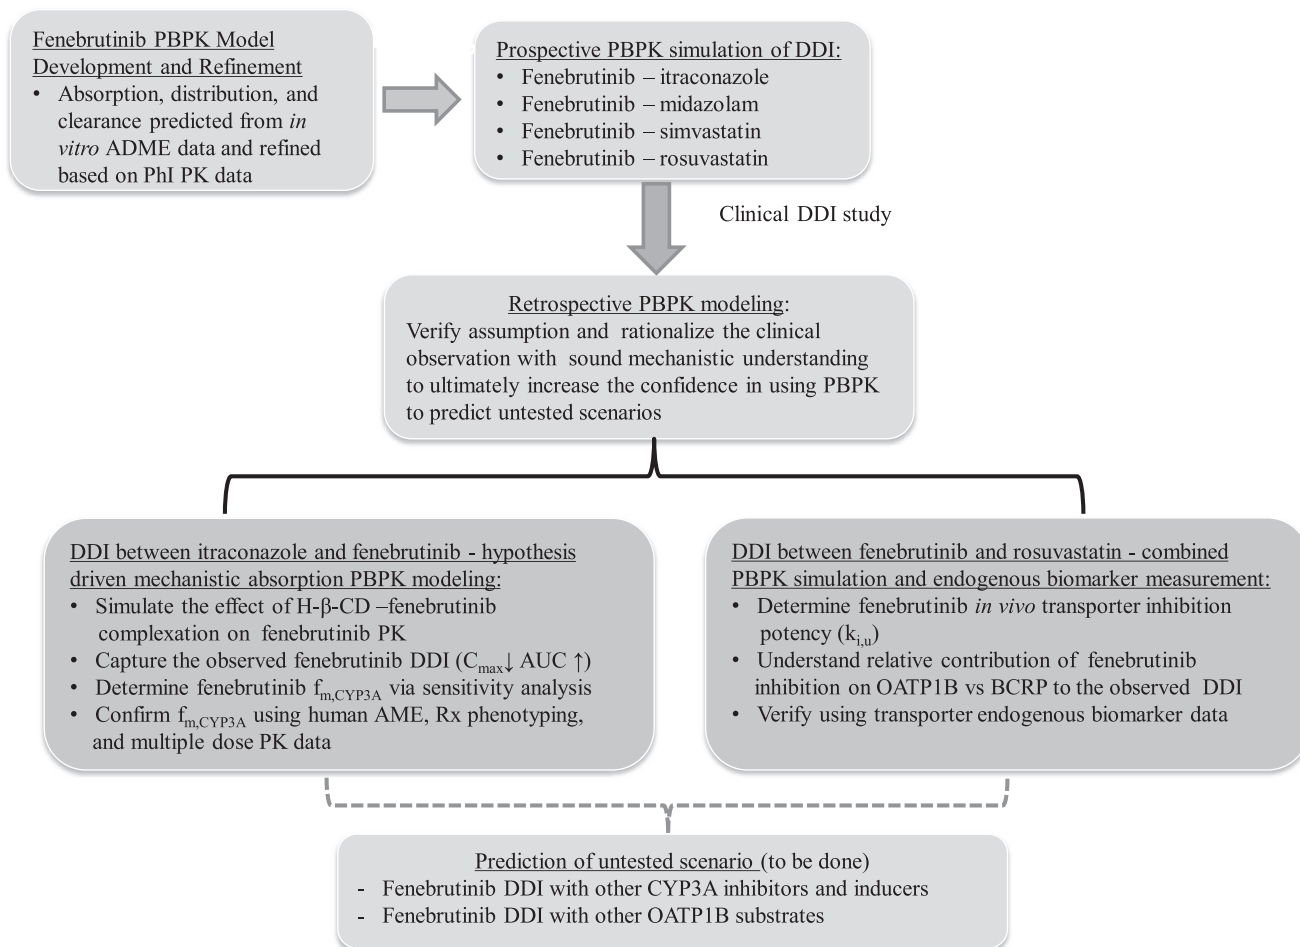 Fenebrutinib PBPK Model
Development and Refinement
• Absorption, distribution, and
clearance predicted from in
vitro ADME data and refined
based on PhI PK data
Prospective PBPK simulation of DDI:
• Fenebrutinib – itraconazole
• Fenebrutinib – midazolam
• Fenebrutinib – simvastatin
• Fenebrutinib – rosuvastatin
Clinical DDI study
Retrospective PBPK modeling:
Verify assumption and rationalize the clinical
observation with sound mechanistic understanding
to ultimately increase the confidence in using PBPK
to predict untested scenarios
DDI between itraconazole and fenebrutinib - hypothesis
driven mechanistic absorption PBPK modeling:
• Simulate the effect of H-β-CD –fenebrutinib
complexation on fenebrutinib PK
• Capture the observed fenebrutinib DDI (Cmax↓ AUC ↑)
• Determine fenebrutinib fm,CYP3A via sensitivity analysis
• Confirm fm,CYP3A using human AME, Rx phenotyping,
and multiple dose PK data
DDI between fenebrutinib and rosuvastatin - combined
PBPK simulation and endogenous biomarker measurement:
• Determine fenebrutinib in vivo transporter inhibition
potency (ki,u)
• Understand relative contribution of fenebrutinib
inhibition on OATP1B vs BCRP to the observed DDI
• Verify using transporter endogenous biomarker data
Prediction of untested scenario (to be done)
- Fenebrutinib DDI with other CYP3A inhibitors and inducers
- Fenebrutinib DDI with other OATP1B substrates